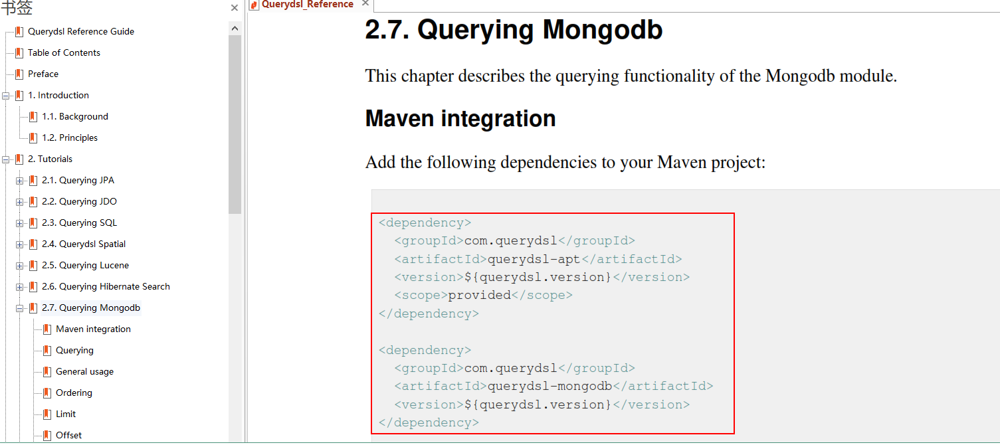 书签
Querydsl Reference Guide
Table of Contents
Preface
1. Introduction
1.1. Background
1.2. Principles
2. Tutorials
2.1. Querying JPA
2.2. Querying JDO
2.3. Querying SQL
2.4. Querydsl Spatial
2.5. Querying Lucene
2.6. Querying Hibernate Search
2.7. Querying Mongodb
Maven integration
Querying
General usage
Ordering
Limit
Offset
Querydsl_Reference
2.7. Querying Mongodb
This chapter describes the querying functionality of the Mongodb module.
Maven integration
Add the following dependencies to your Maven project:
<dependency>
  <groupId>com.querydsl</groupId>
  <artifactId>querydsl-apt</artifactId>
  <version>${querydsl.version}</version>
  <scope>provided</scope>
</dependency>
<dependency>
  <groupId>com.querydsl</groupId>
  <artifactId>querydsl-mongodb</artifactId>
  <version>${querydsl.version}</version>
</dependency>